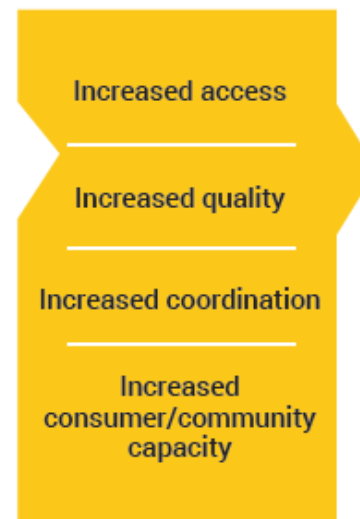 Increased access
Increased quality
Increased coordination
Increased
consumer/community
capacity